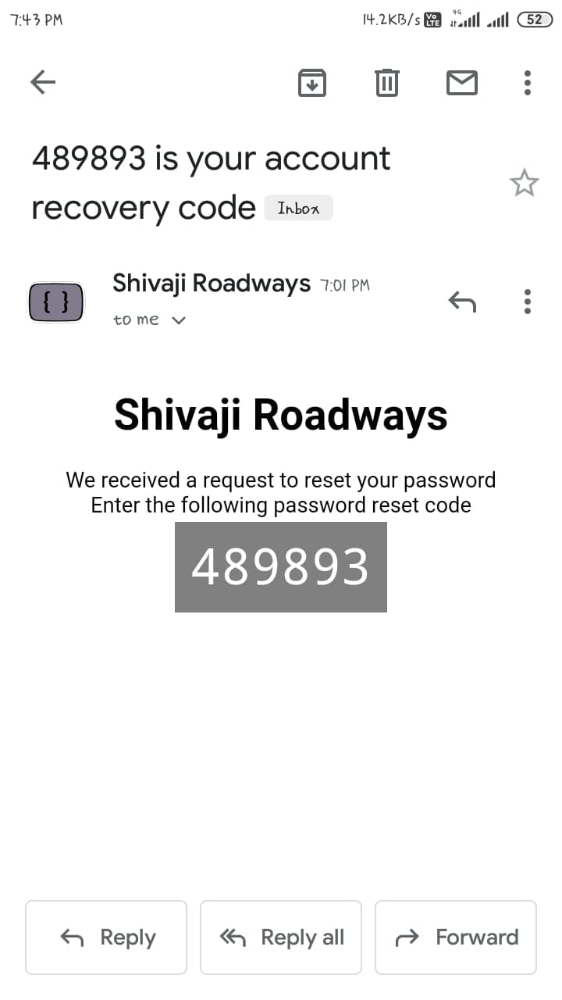 7:43 PM 14.2KB/s Vo LTE 4G 52
489893 is your account
recovery code Inbox
{ } Shivaji Roadways 7:01 PM
to me
Shivaji Roadways
We received a request to reset your password
Enter the following password reset code
489893
Reply Reply all Forward